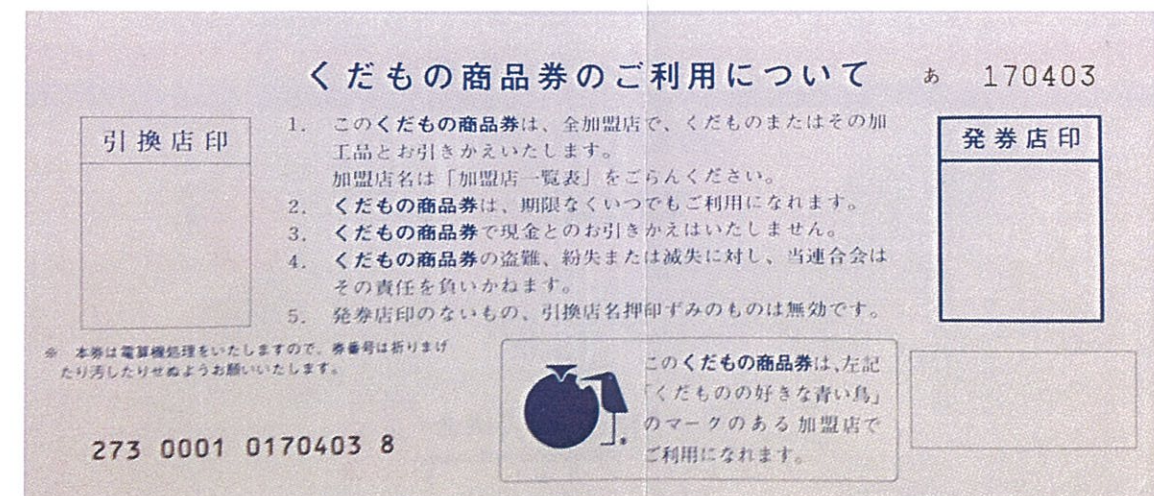 くだもの商品券のご利用について
あ 170403
引換店印
1. このくだもの商品券は、全加盟店で、くだものまたはその加
工品とお引きかえいたします。
加盟店名は「加盟店一覧表」をごらんください。
2. くだもの商品券は、期限なくいつでもご利用になれます。
3. くだもの商品券で現金とのお引きかえはいたしません。
4. くだもの商品券の盗難、紛失または滅失に対し、当連合会は
その責任を負いかねます。
5. 発券店印のないもの、引換店名押印ずみのものは無効です。
発券店印
※ 本券は電算機処理をいたしますので、券番号は折りまげ
たり汚したりせぬようお願いいたします。
273 0001 0170403 8
このくだもの商品券は、左記
「くだものの好きな青い鳥」
のマークのある加盟店で
ご利用になれます。